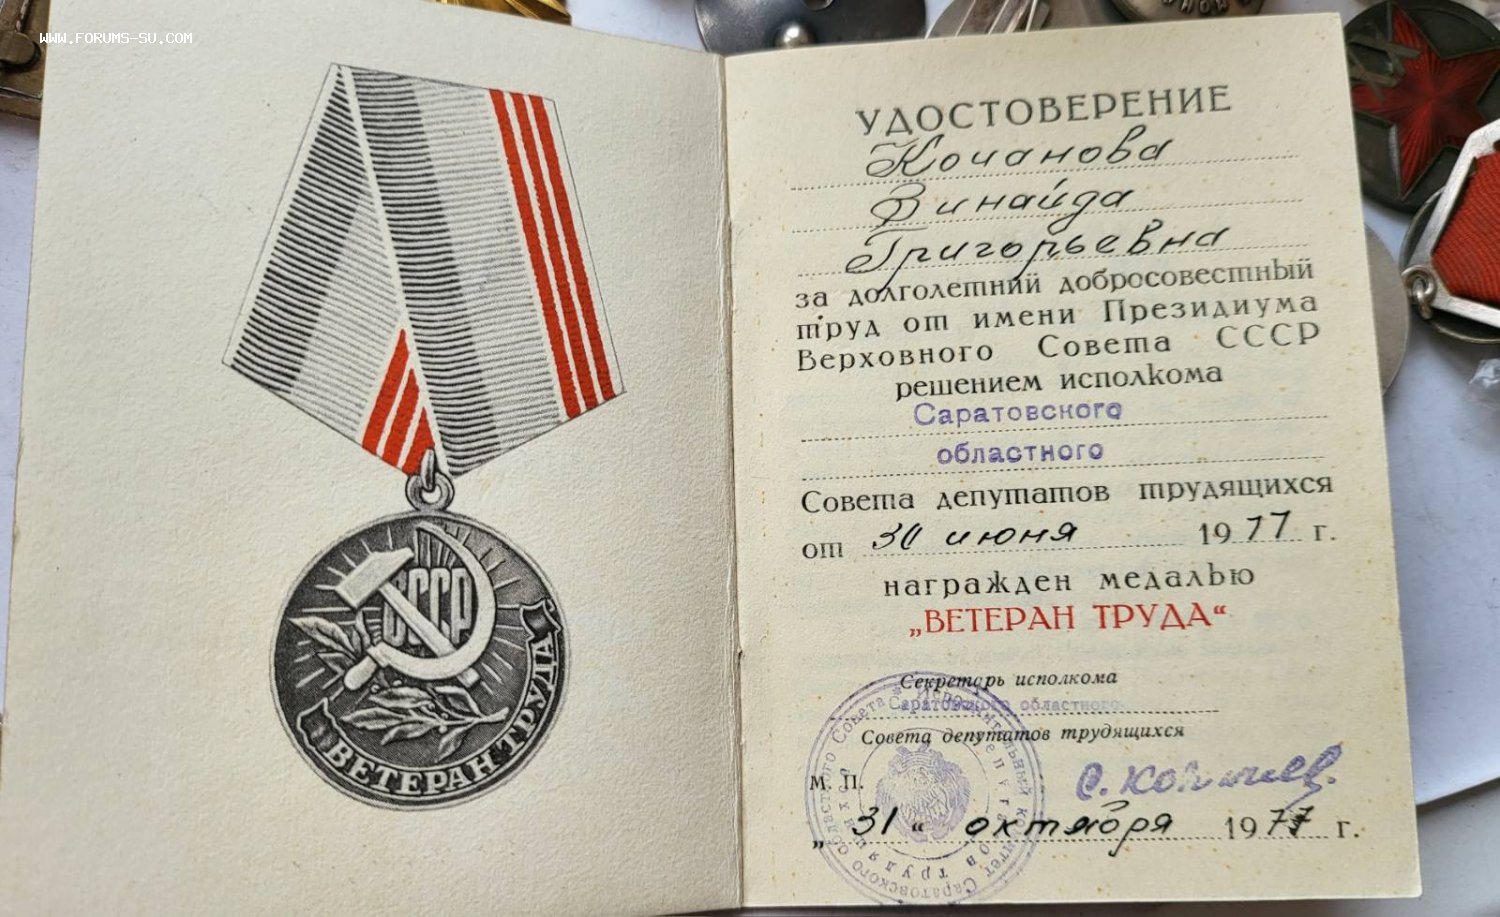 WWW.FORUMS-SU.COM
СССР
ВЕТЕРАН ТРУДА
УДОСТОВЕРЕНИЕ
Кочанова
Зинайда
Григорьевна
за долголетний добросовестный
труд от имени Президиума
Верховного Совета СССР
решением исполкома
Саратовского
областного
Совета депутатов трудящихся
от 30 июня 1977 г.
награжден медалью
„ВЕТЕРАН ТРУДА“
Секретарь исполкома
Саратовского областного
Совета депутатов трудящихся
М. П.
„31“ октября 1977 г.